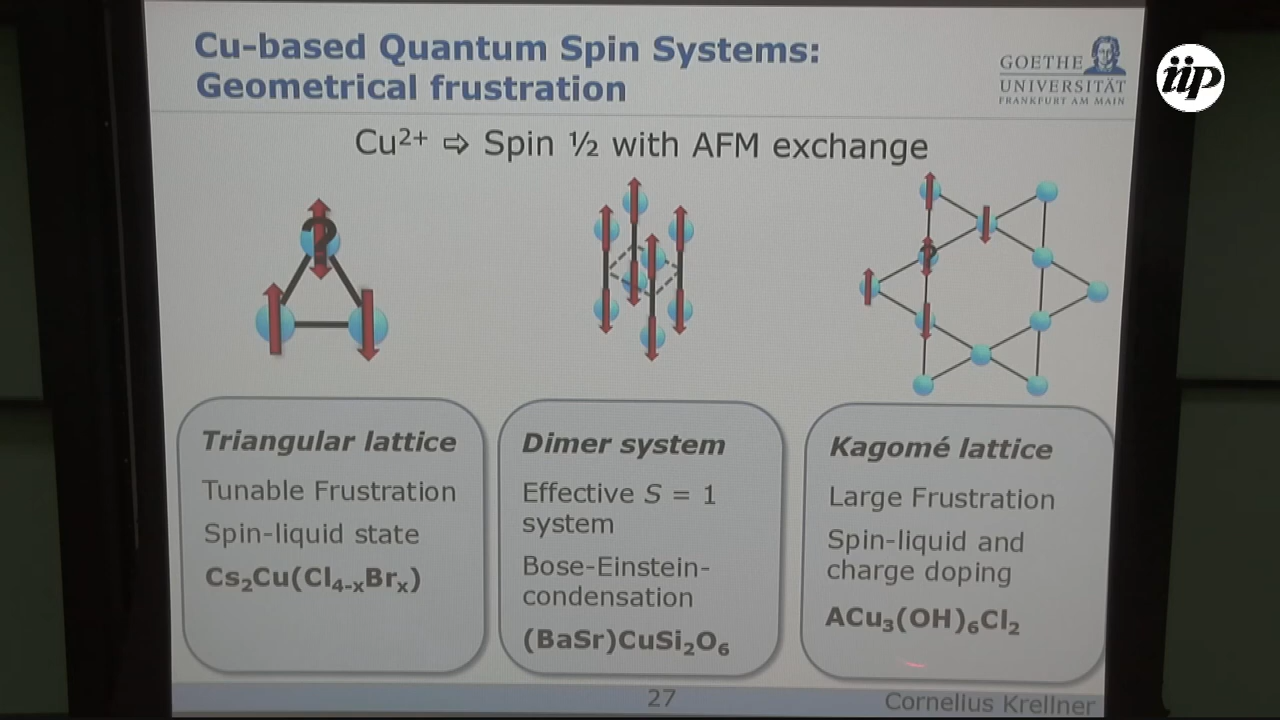 Cu-based Quantum Spin Systems:
Geometrical frustration
GOETHE
UNIVERSITÄT
FRANKFURT AM MAIN
iip
Cu²⁺ ⇨ Spin ½ with AFM exchange
?
?
Triangular lattice
Tunable Frustration
Spin-liquid state
Cs₂Cu(Cl₄₋ₓBrₓ)
Dimer system
Effective S = 1
system
Bose-Einstein-
condensation
(BaSr)CuSi₂O₆
Kagomé lattice
Large Frustration
Spin-liquid and
charge doping
ACu₃(OH)₆Cl₂
27
Cornelius Krellner